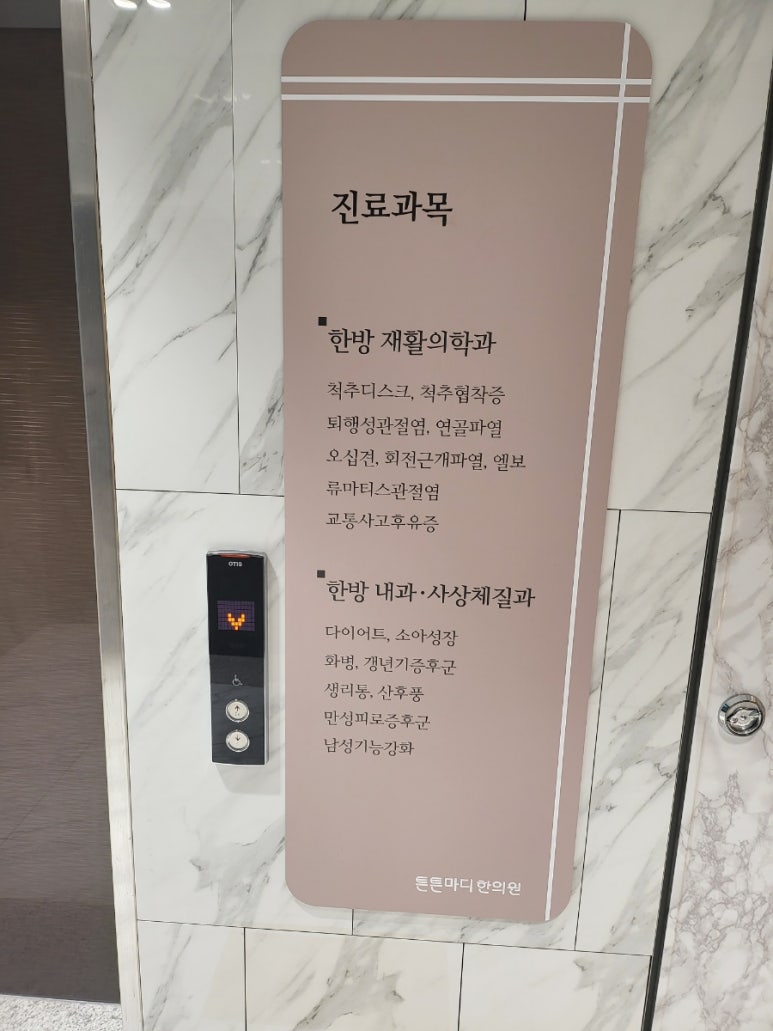 진료과목
한방 재활의학과
척추디스크, 척추협착증
퇴행성관절염, 연골파열
오십견, 회전근개파열, 엘보
류마티스관절염
교통사고후유증
한방 내과·사상체질과
다이어트, 소아성장
화병, 갱년기증후군
생리통, 산후풍
만성피로증후군
남성기능강화
튼튼마디한의원
OTIS